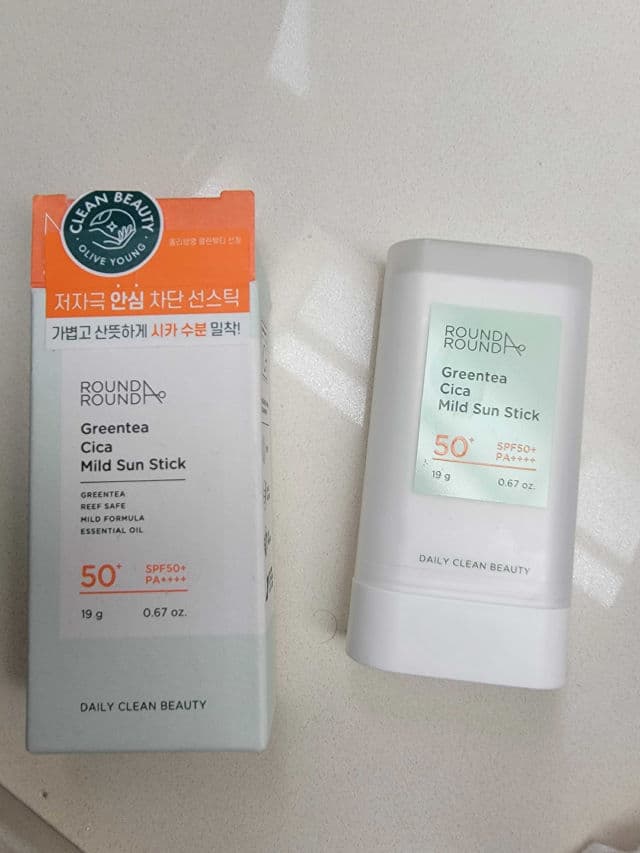 CLEAN BEAUTY
OLIVE YOUNG
올리브영 클린뷰티 선정
저자극 안심 차단 선스틱
가볍고 산뜻하게 시카 수분 밀착!
ROUND
ROUND
Greentea
Cica
Mild Sun Stick
GREENTEA
REEF SAFE
MILD FORMULA
ESSENTIAL OIL
50+ SPF50+
PA++++
19 g 0.67 oz.
DAILY CLEAN BEAUTY
ROUND
ROUND
Greentea
Cica
Mild Sun Stick
50+ SPF50+
PA++++
19 g 0.67 oz.
DAILY CLEAN BEAUTY